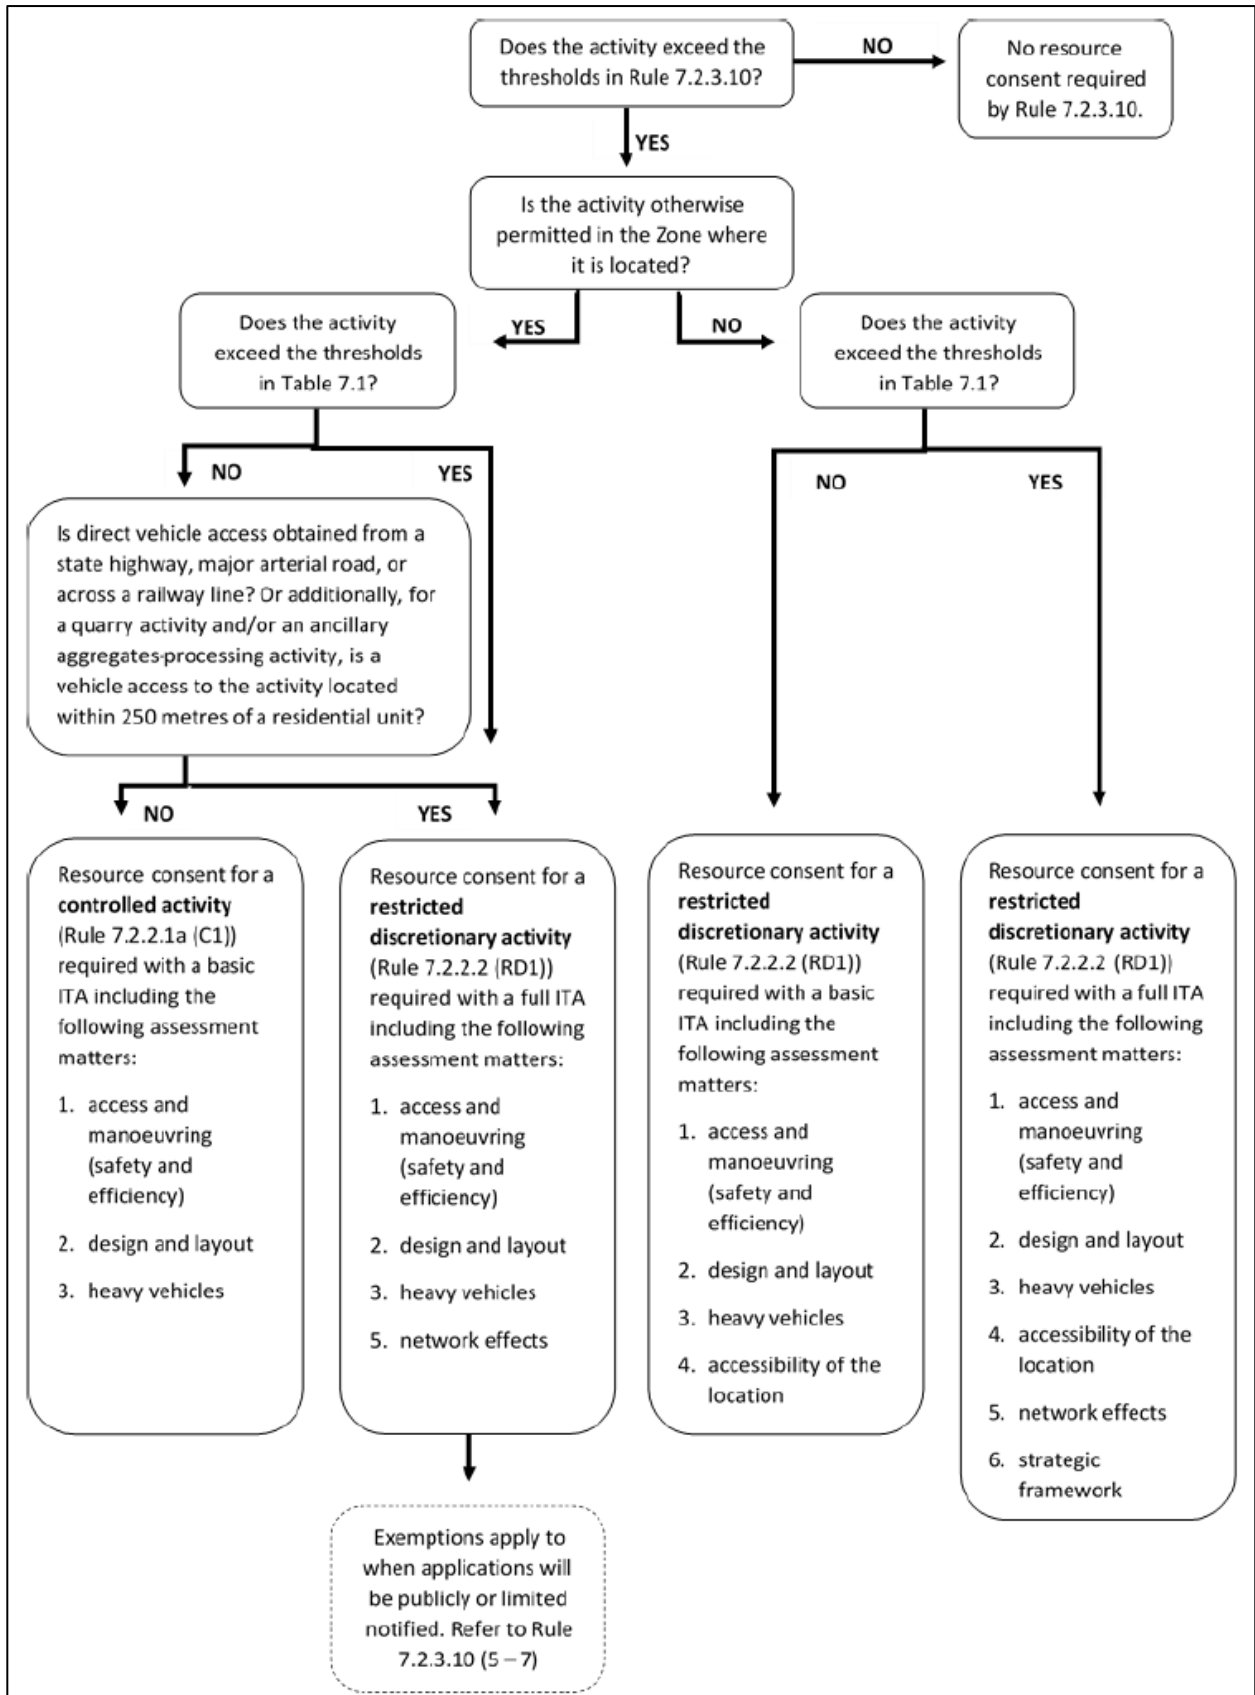 Does the activity exceed the
thresholds in Rule 7.2.3.10?
NO
No resource
consent required
by Rule 7.2.3.10.
YES
Is the activity otherwise
permitted in the Zone where
it is located?
YES
NO
Does the activity
exceed the thresholds
in Table 7.1?
Does the activity
exceed the thresholds
in Table 7.1?
NO
YES
NO
YES
Is direct vehicle access obtained from a
state highway, major arterial road, or
across a railway line? Or additionally, for
a quarry activity and/or an ancillary
aggregates-processing activity, is a
vehicle access to the activity located
within 250 metres of a residential unit?
NO
YES
Resource consent for a
controlled activity
(Rule 7.2.2.1a (C1))
required with a basic
ITA including the
following assessment
matters:
1. access and
manoeuvring
(safety and
efficiency)
2. design and layout
3. heavy vehicles
Resource consent for a
restricted
discretionary activity
(Rule 7.2.2.2 (RD1))
required with a full ITA
including the following
assessment matters:
1. access and
manoeuvring
(safety and
efficiency)
2. design and layout
3. heavy vehicles
5. network effects
Resource consent for a
restricted
discretionary activity
(Rule 7.2.2.2 (RD1))
required with a basic
ITA including the
following assessment
matters:
1. access and
manoeuvring
(safety and
efficiency)
2. design and layout
3. heavy vehicles
4. accessibility of the
location
Resource consent for a
restricted
discretionary activity
(Rule 7.2.2.2 (RD1))
required with a full ITA
including the following
assessment matters:
1. access and
manoeuvring
(safety and
efficiency)
2. design and layout
3. heavy vehicles
4. accessibility of the
location
5. network effects
6. strategic
framework
Exemptions apply to
when applications will
be publicly or limited
notified. Refer to Rule
7.2.3.10 (5 – 7)